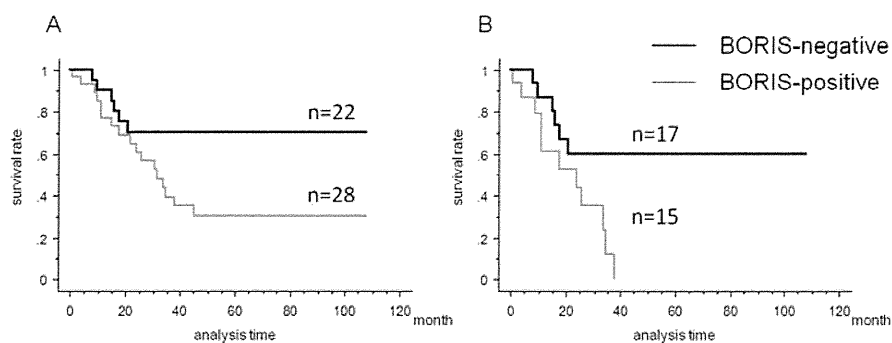 A
B
BORIS-negative
BORIS-positive
survival rate
1
.8
.6
.4
.2
0
n=22
n=28
0 20 40 60 80 100 120
month
analysis time
survival rate
1
.8
.6
.4
.2
0
n=17
n=15
0 20 40 60 80 100 120
month
analysis time